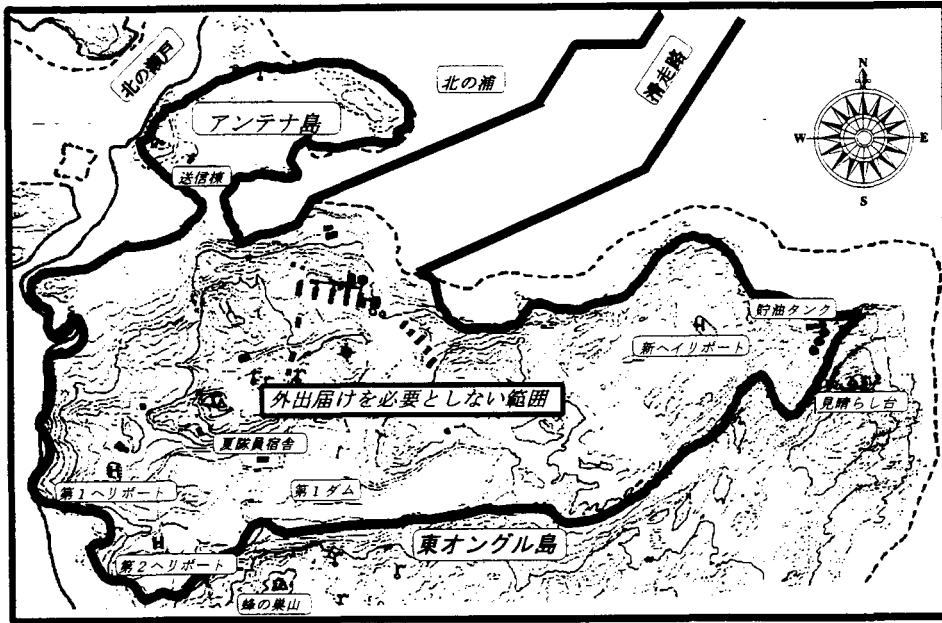 北の瀬戸
北の浦
滑走路
アンテナ島
送信棟
N
W
E
S
貯油タンク
新ヘイリポート
見晴らし台
外出届けを必要としない範囲
夏隊員宿舎
第1ヘリポート
第1ダム
東オングル島
第2ヘリポート
蜂の巣山
H
H
H